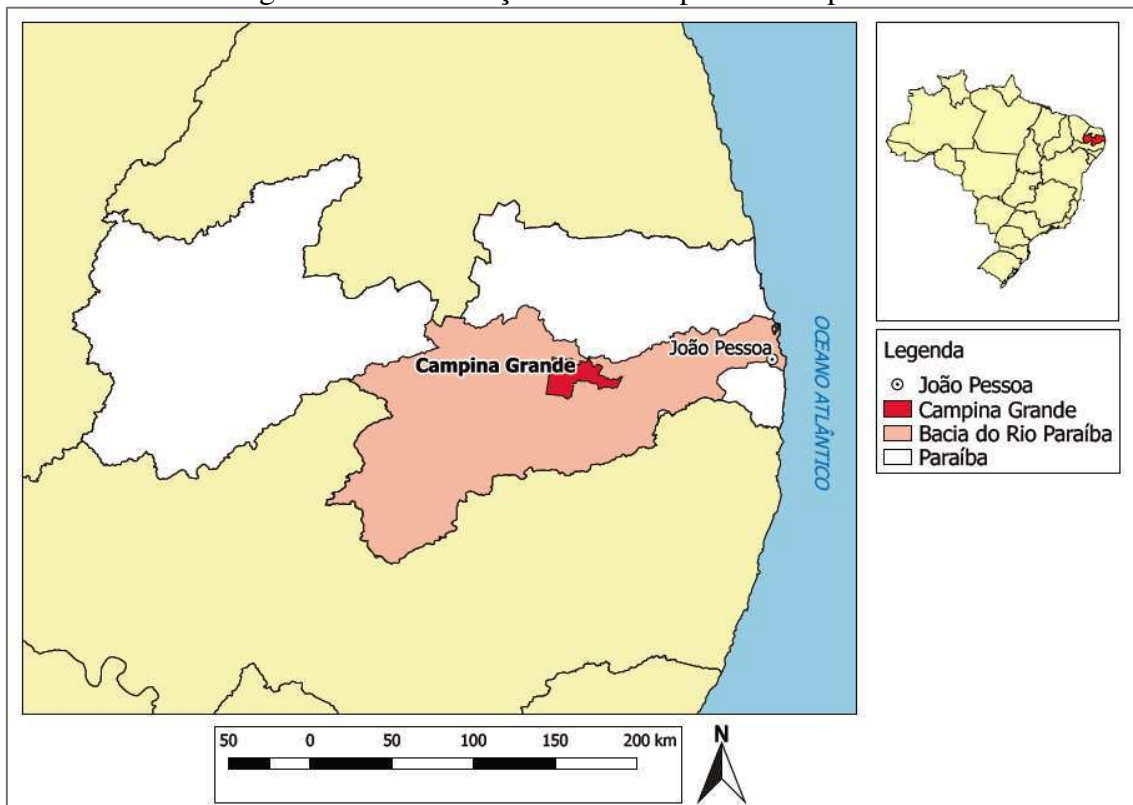 João Pessoa
Campina Grande
OCEANO ATLÂNTICO
Legenda
João Pessoa
Campina Grande
Bacia do Rio Paraíba
Paraíba
50 0 50 100 150 200 km
N